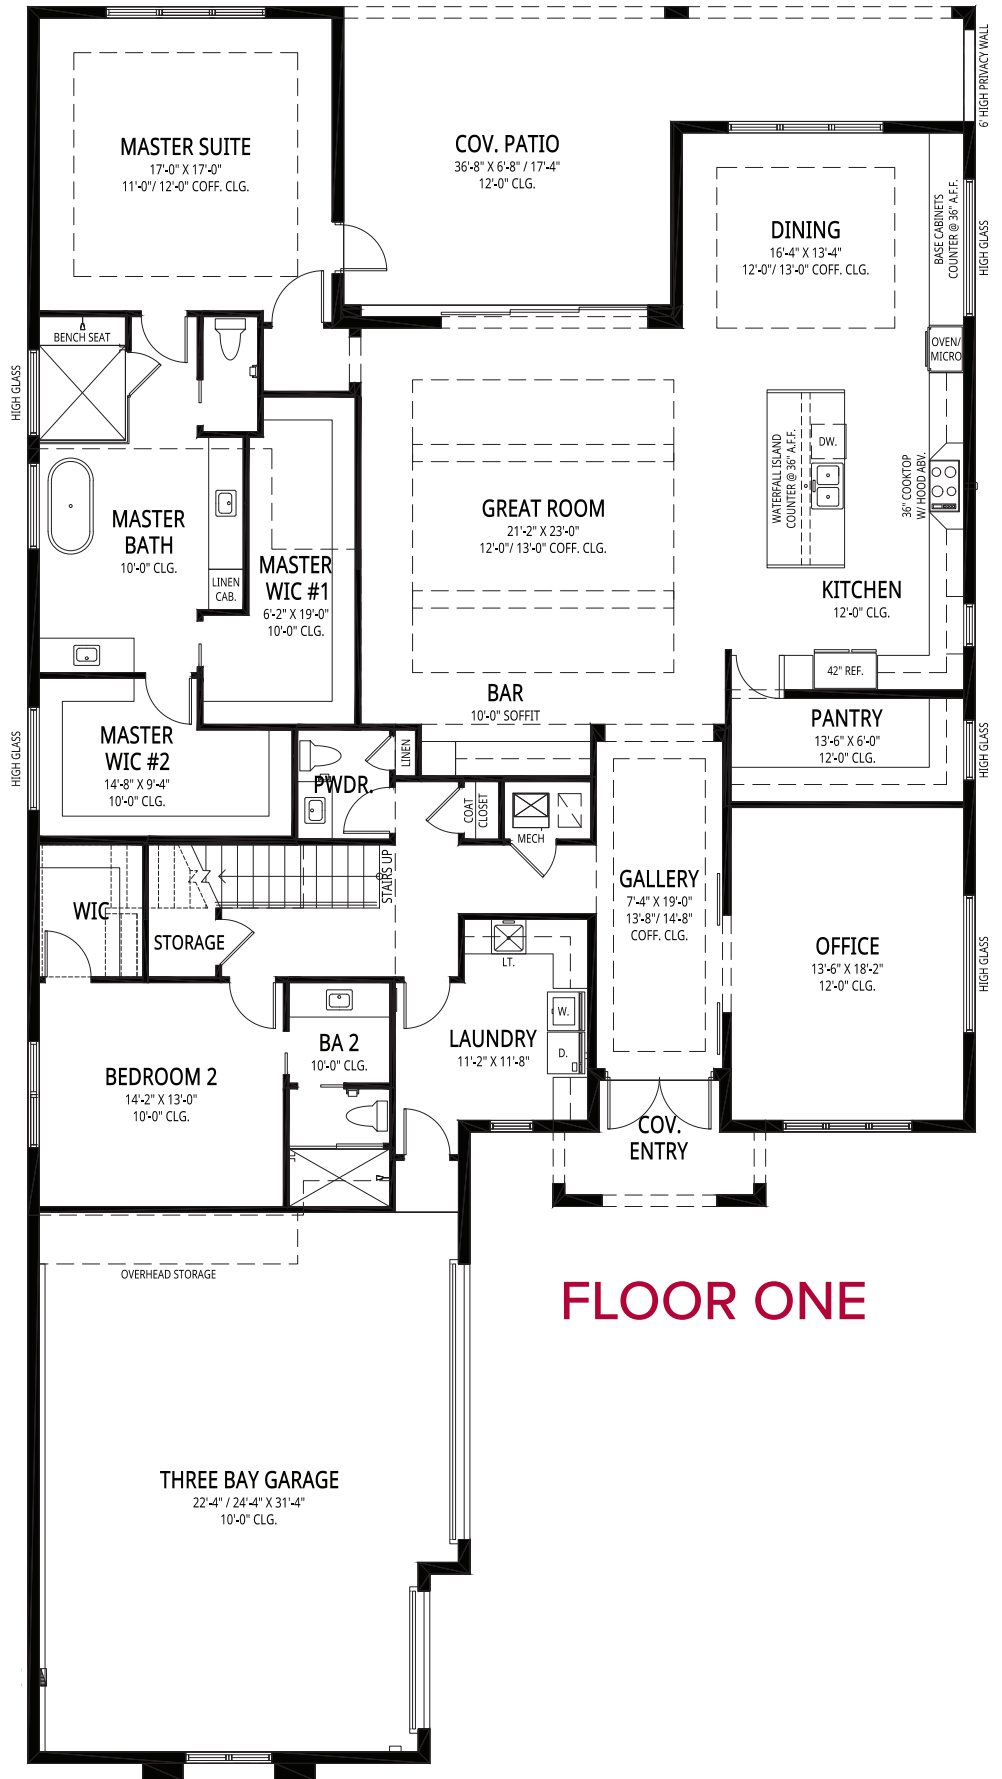 6' HIGH PRIVACY WALL
MASTER SUITE
17'-0" X 17'-0"
11'-0"/ 12'-0" COFF. CLG.
COV. PATIO
36'-8" X 6'-8" / 17'-4"
12'-0" CLG.
DINING
16'-4" X 13'-4"
12'-0"/ 13'-0" COFF. CLG.
BASE CABINETS
COUNTER @ 36" A.F.F.
HIGH GLASS
BENCH SEAT
OVEN/
MICRO
HIGH GLASS
GREAT ROOM
21'-2" X 23'-0"
12'-0"/ 13'-0" COFF. CLG.
WATERFALL ISLAND
COUNTER @ 36" A.F.F.
DW.
36" COOKTOP
W/ HOOD ABV.
MASTER
BATH
10'-0" CLG.
LINEN
CAB.
MASTER
WIC #1
6'-2" X 19'-0"
10'-0" CLG.
KITCHEN
12'-0" CLG.
42" REF.
BAR
10'-0" SOFFIT
PANTRY
13'-6" X 6'-0"
12'-0" CLG.
HIGH GLASS
HIGH GLASS
MASTER
WIC #2
14'-8" X 9'-4"
10'-0" CLG.
PWDR.
LINEN
COAT
CLOSET
MECH
STAIRS UP
GALLERY
7'-4" X 19'-0"
13'-8"/ 14'-8"
COFF. CLG.
WIC
STORAGE
LT.
OFFICE
13'-6" X 18'-2"
12'-0" CLG.
HIGH GLASS
W.
D.
LAUNDRY
11'-2" X 11'-8"
BA 2
10'-0" CLG.
BEDROOM 2
14'-2" X 13'-0"
10'-0" CLG.
COV.
ENTRY
OVERHEAD STORAGE
FLOOR ONE
THREE BAY GARAGE
22'-4" / 24'-4" X 31'-4"
10'-0" CLG.